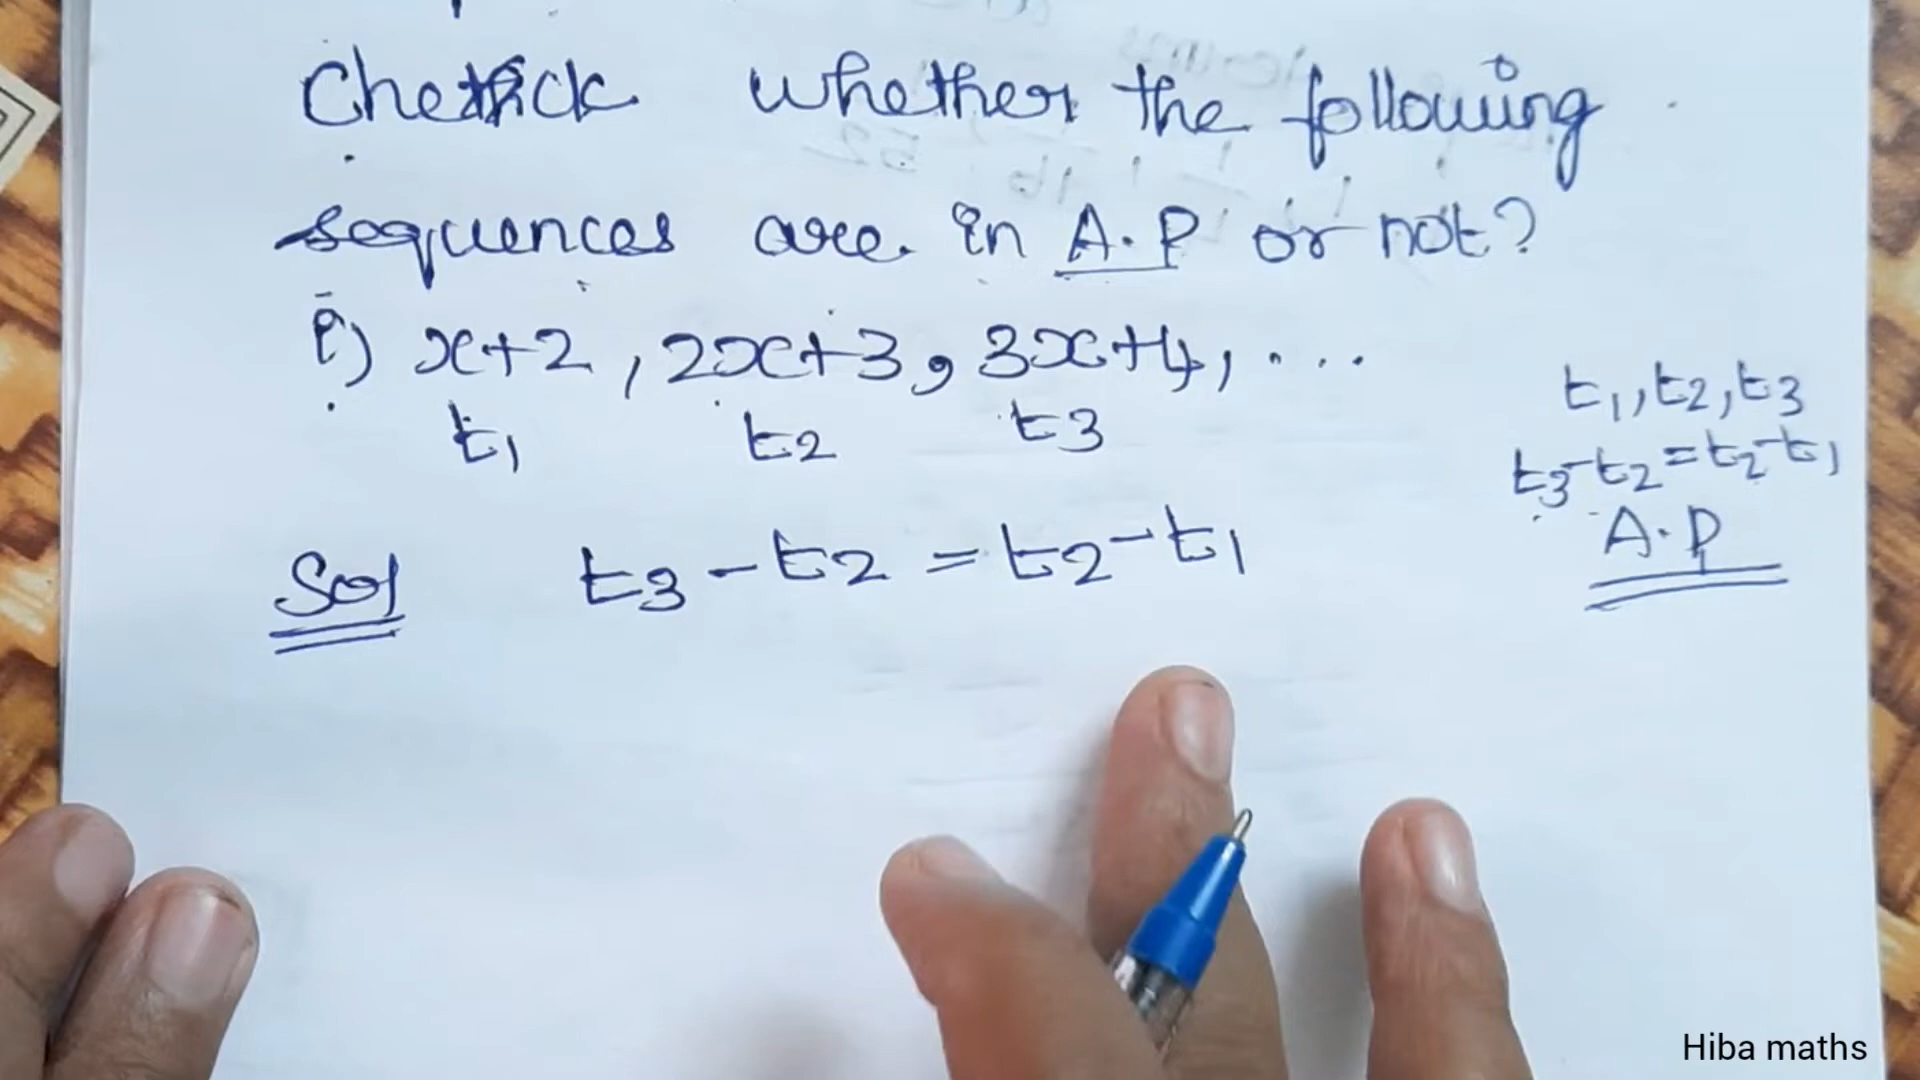 Check whether the following
sequences are in A.P or not?
i) x+2, 2x+3, 3x+4, ...
t1 t2 t3
t1, t2, t3
t3-t2=t2-t1
A.P
Sol t3-t2=t2-t1
Hiba maths